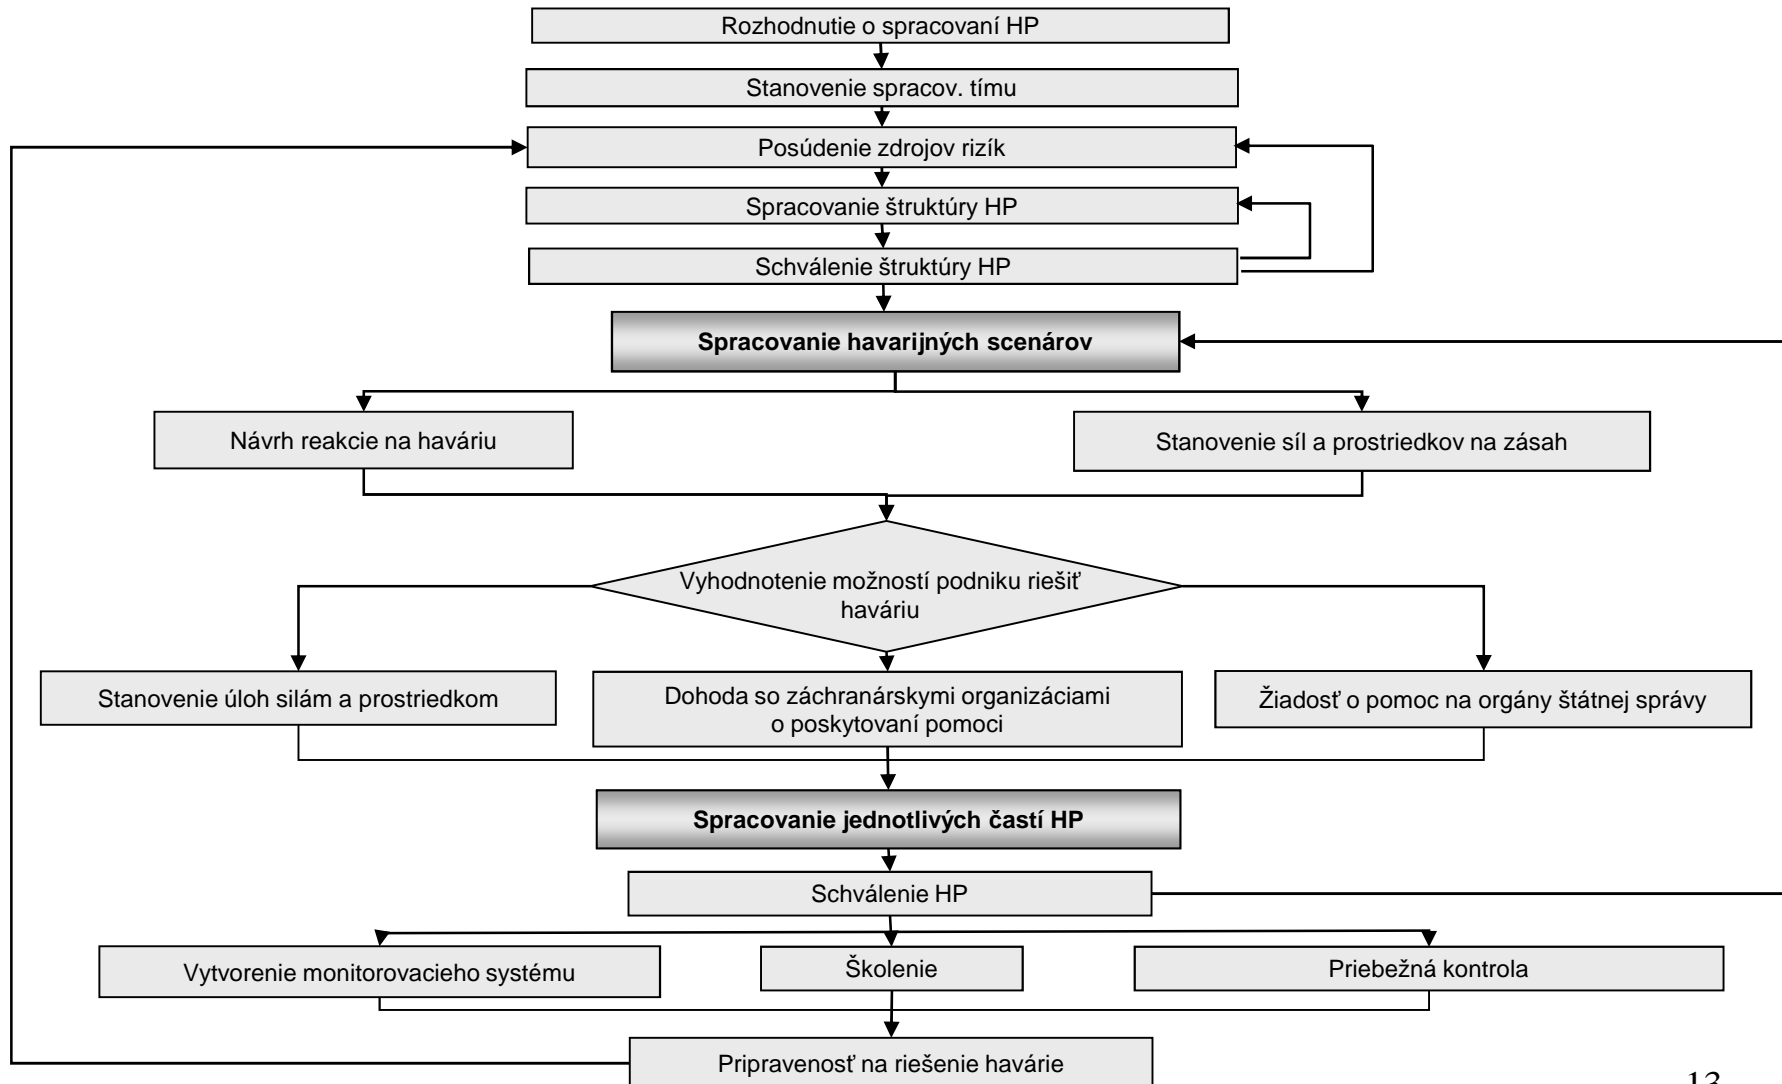 Rozhodnutie o spracovaní HP
Stanovenie spracov. tímu
Posúdenie zdrojov rizík
Spracovanie štruktúry HP
Schválenie štruktúry HP
Spracovanie havarijných scenárov
Návrh reakcie na haváriu
Stanovenie síl a prostriedkov na zásah
Vyhodnotenie možností podniku riešiť
haváriu
Stanovenie úloh silám a prostriedkom
Dohoda so záchranárskymi organizáciami
o poskytovaní pomoci
Žiadosť o pomoc na orgány štátnej správy
Spracovanie jednotlivých častí HP
Schválenie HP
Vytvorenie monitorovacieho systému
Školenie
Priebežná kontrola
Pripravenosť na riešenie havárie
13